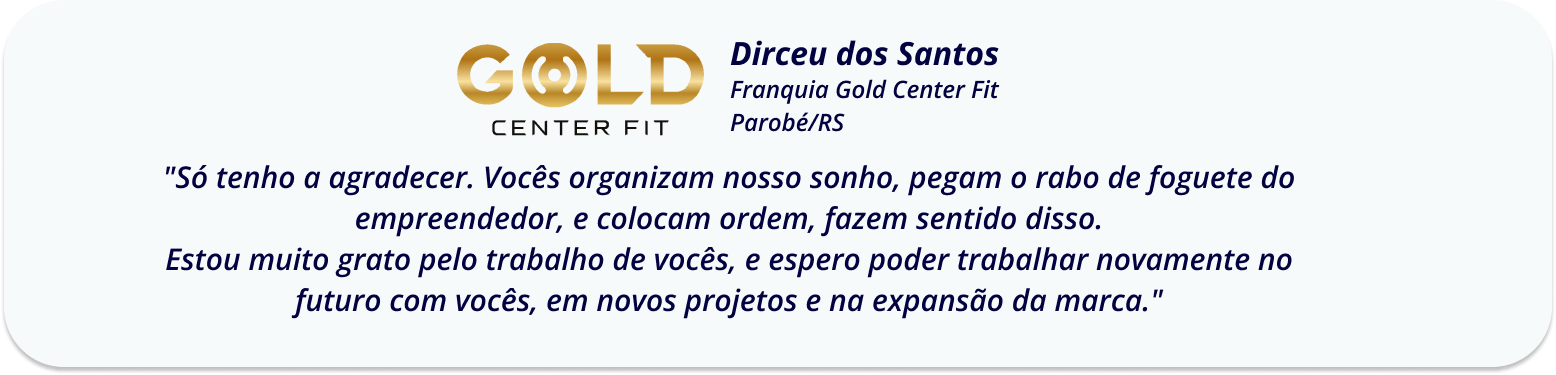 GOLD
CENTER FIT
Dirceu dos Santos
Franquia Gold Center Fit
Parobé/RS
"Só tenho a agradecer. Vocês organizam nosso sonho, pegam o rabo de foguete do
empreendedor, e colocam ordem, fazem sentido disso.
Estou muito grato pelo trabalho de vocês, e espero poder trabalhar novamente no
futuro com vocês, em novos projetos e na expansão da marca."